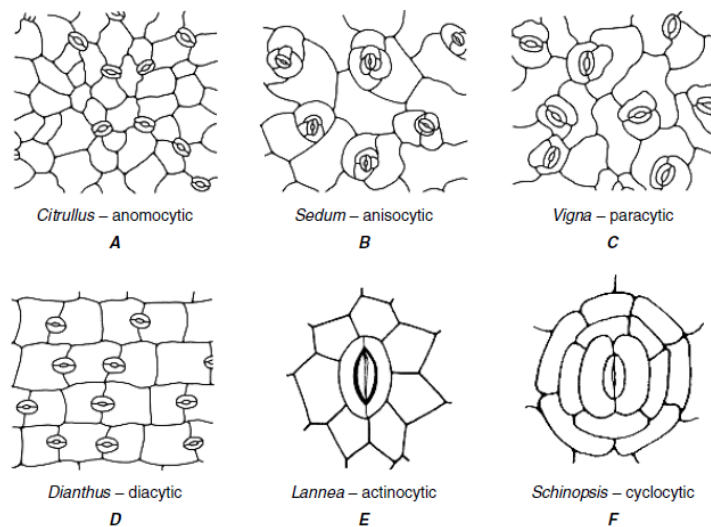 Citrullus – anomocytic
Sedum – anisocytic
Vigna – paracytic
A
B
C
Dianthus – diacytic
Lannea – actinocytic
Schinopsis – cyclocytic
D
E
F